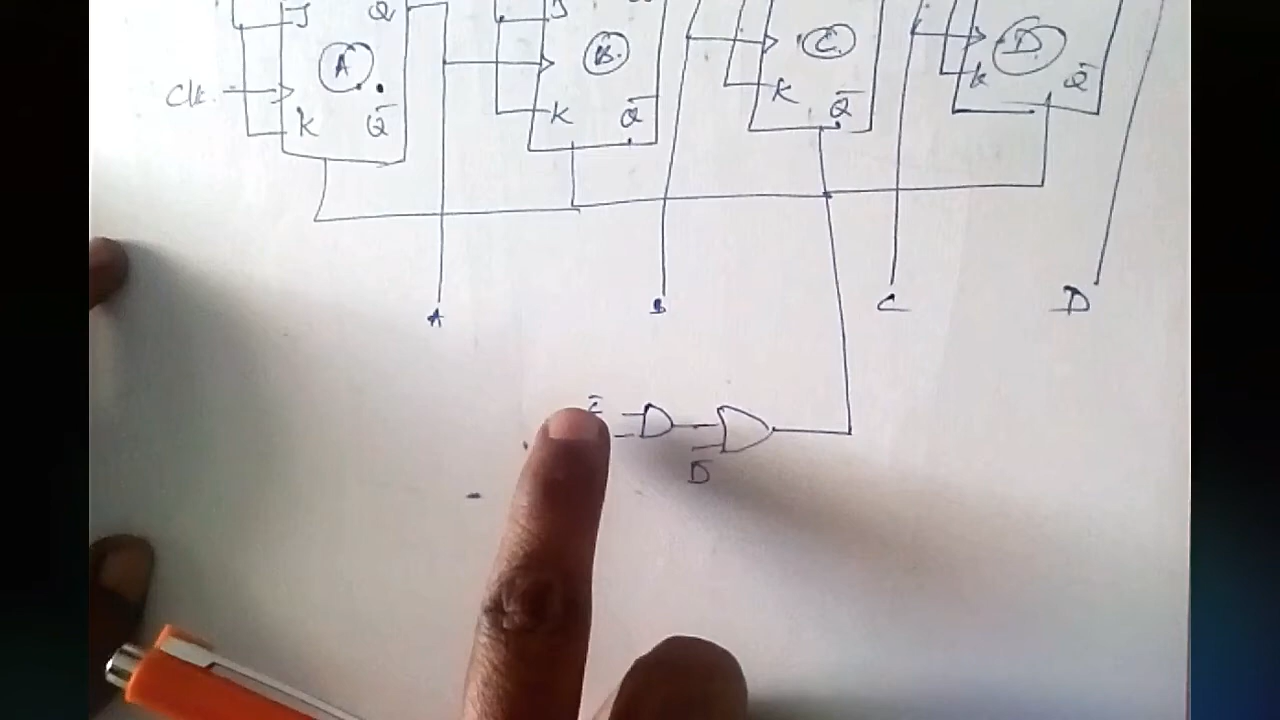 J Q J
A B. C. D
Clk. K Q̅ K Q̅ K Q̅ K Q̅
A B C D
C̅
D̅